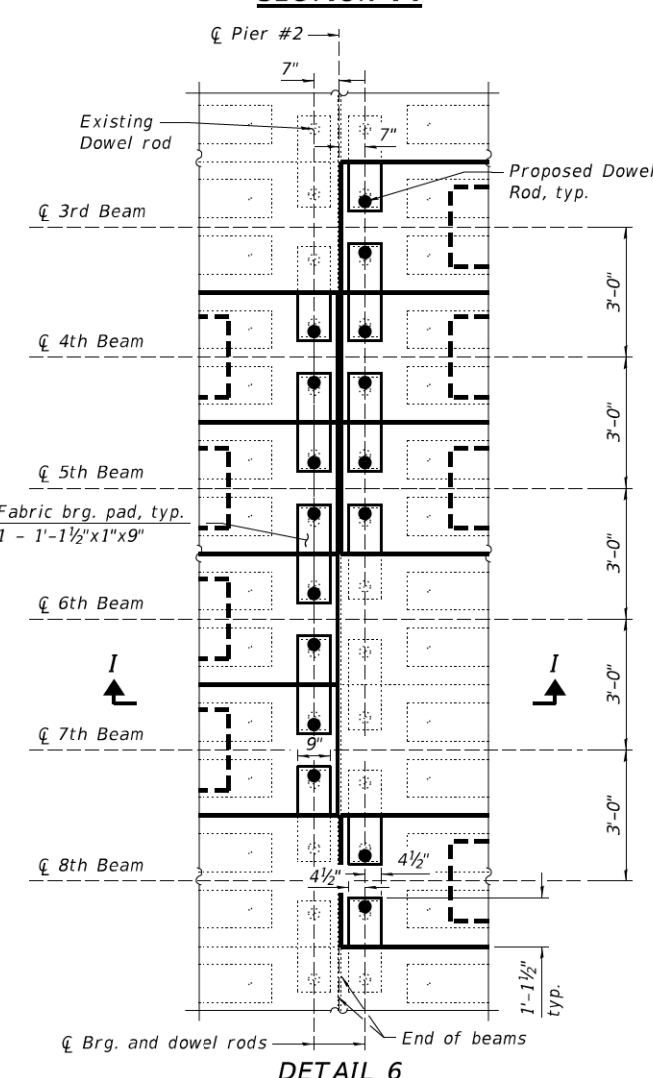 ℄ Pier #2
7"
Existing
Dowel rod
7"
Proposed Dowel
Rod, typ.
℄ 3rd Beam
3'-0"
℄ 4th Beam
3'-0"
℄ 5th Beam
Fabric brg. pad, typ.
1 - 1'-1½"x1"x9"
3'-0"
℄ 6th Beam
I
I
3'-0"
℄ 7th Beam
9"
3'-0"
℄ 8th Beam
4½"
4½"
1'-1½"
typ.
℄ Brg. and dowel rods
End of beams
DETAIL 6